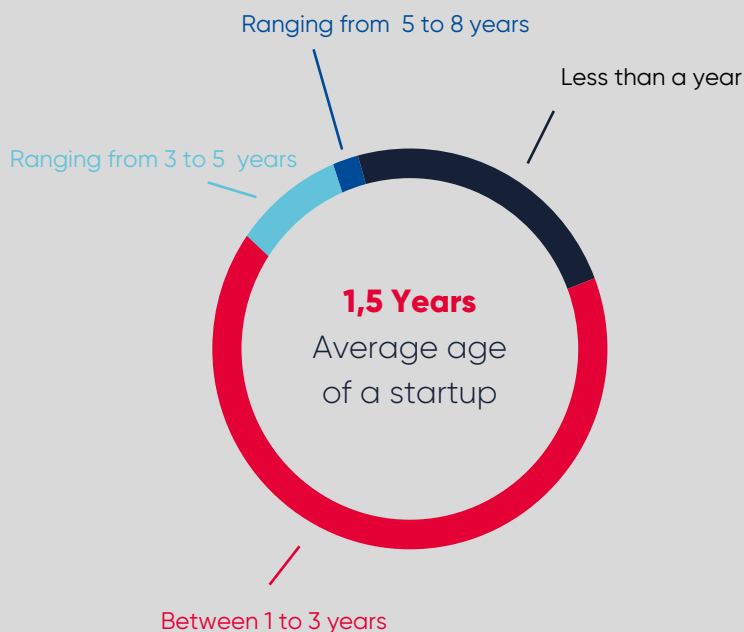 Ranging from 5 to 8 years
Less than a year
Ranging from 3 to 5 years
1,5 Years
Average age
of a startup
Between 1 to 3 years